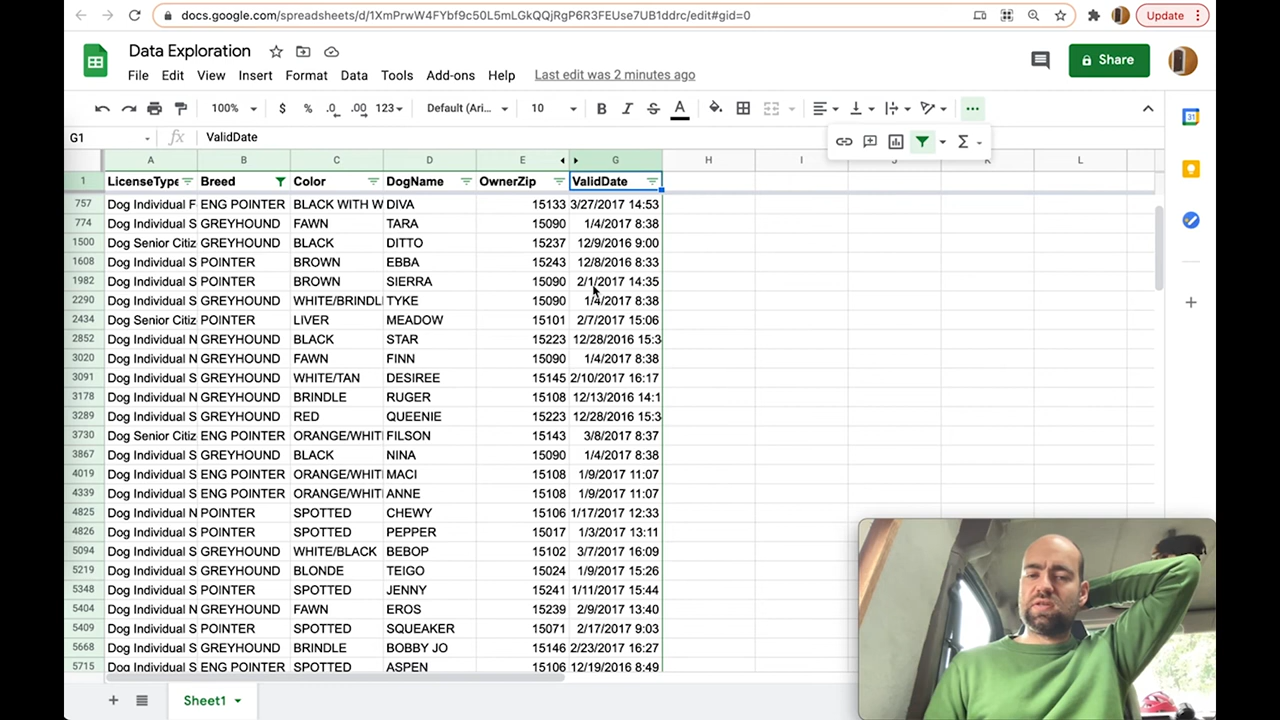 docs.google.com/spreadsheets/d/1XmPrwW4FYbf9c50L5mLGkQQjRgP6R3FEUse7UB1ddrc/edit#gid=0
Update
Data Exploration
File Edit View Insert Format Data Tools Add-ons Help Last edit was 2 minutes ago
Share
100% $ % .0 .00 123 Default (Ari... 10 B I S A
G1 fx ValidDate
A B C D E G H I J K L
1 LicenseType Breed Color DogName OwnerZip ValidDate
757 Dog Individual F ENG POINTER BLACK WITH W DIVA 15133 3/27/2017 14:53
774 Dog Individual S GREYHOUND FAWN TARA 15090 1/4/2017 8:38
1500 Dog Senior Citiz GREYHOUND BLACK DITTO 15237 12/9/2016 9:00
1608 Dog Individual S POINTER BROWN EBBA 15243 12/8/2016 8:33
1982 Dog Individual S POINTER BROWN SIERRA 15090 2/1/2017 14:35
2290 Dog Individual S GREYHOUND WHITE/BRINDL TYKE 15090 1/4/2017 8:38
2434 Dog Senior Citiz POINTER LIVER MEADOW 15101 2/7/2017 15:06
2852 Dog Individual N GREYHOUND BLACK STAR 15223 12/28/2016 15:3
3020 Dog Individual N GREYHOUND FAWN FINN 15090 1/4/2017 8:38
3091 Dog Individual S GREYHOUND WHITE/TAN DESIREE 15145 2/10/2017 16:17
3178 Dog Individual N GREYHOUND BRINDLE RUGER 15108 12/13/2016 14:1
3289 Dog Individual S GREYHOUND RED QUEENIE 15223 12/28/2016 15:3
3730 Dog Senior Citiz ENG POINTER ORANGE/WHIT FILSON 15143 3/8/2017 8:37
3867 Dog Individual S GREYHOUND BLACK NINA 15090 1/4/2017 8:38
4019 Dog Individual S ENG POINTER ORANGE/WHIT MACI 15108 1/9/2017 11:07
4339 Dog Individual S ENG POINTER ORANGE/WHIT ANNE 15108 1/9/2017 11:07
4825 Dog Individual N POINTER SPOTTED CHEWY 15106 1/17/2017 12:33
4826 Dog Individual S POINTER SPOTTED PEPPER 15017 1/3/2017 13:11
5094 Dog Individual S GREYHOUND WHITE/BLACK BEBOP 15102 3/7/2017 16:09
5219 Dog Individual S GREYHOUND BLONDE TEIGO 15024 1/9/2017 15:26
5348 Dog Individual S POINTER SPOTTED JENNY 15241 1/11/2017 15:44
5404 Dog Individual N GREYHOUND FAWN EROS 15239 2/9/2017 13:40
5409 Dog Individual S POINTER SPOTTED SQUEAKER 15071 2/17/2017 9:03
5668 Dog Individual S GREYHOUND BRINDLE BOBBY JO 15146 2/23/2017 16:27
5715 Dog Individual S ENG POINTER SPOTTED ASPEN 15106 12/19/2016 8:49
Sheet1